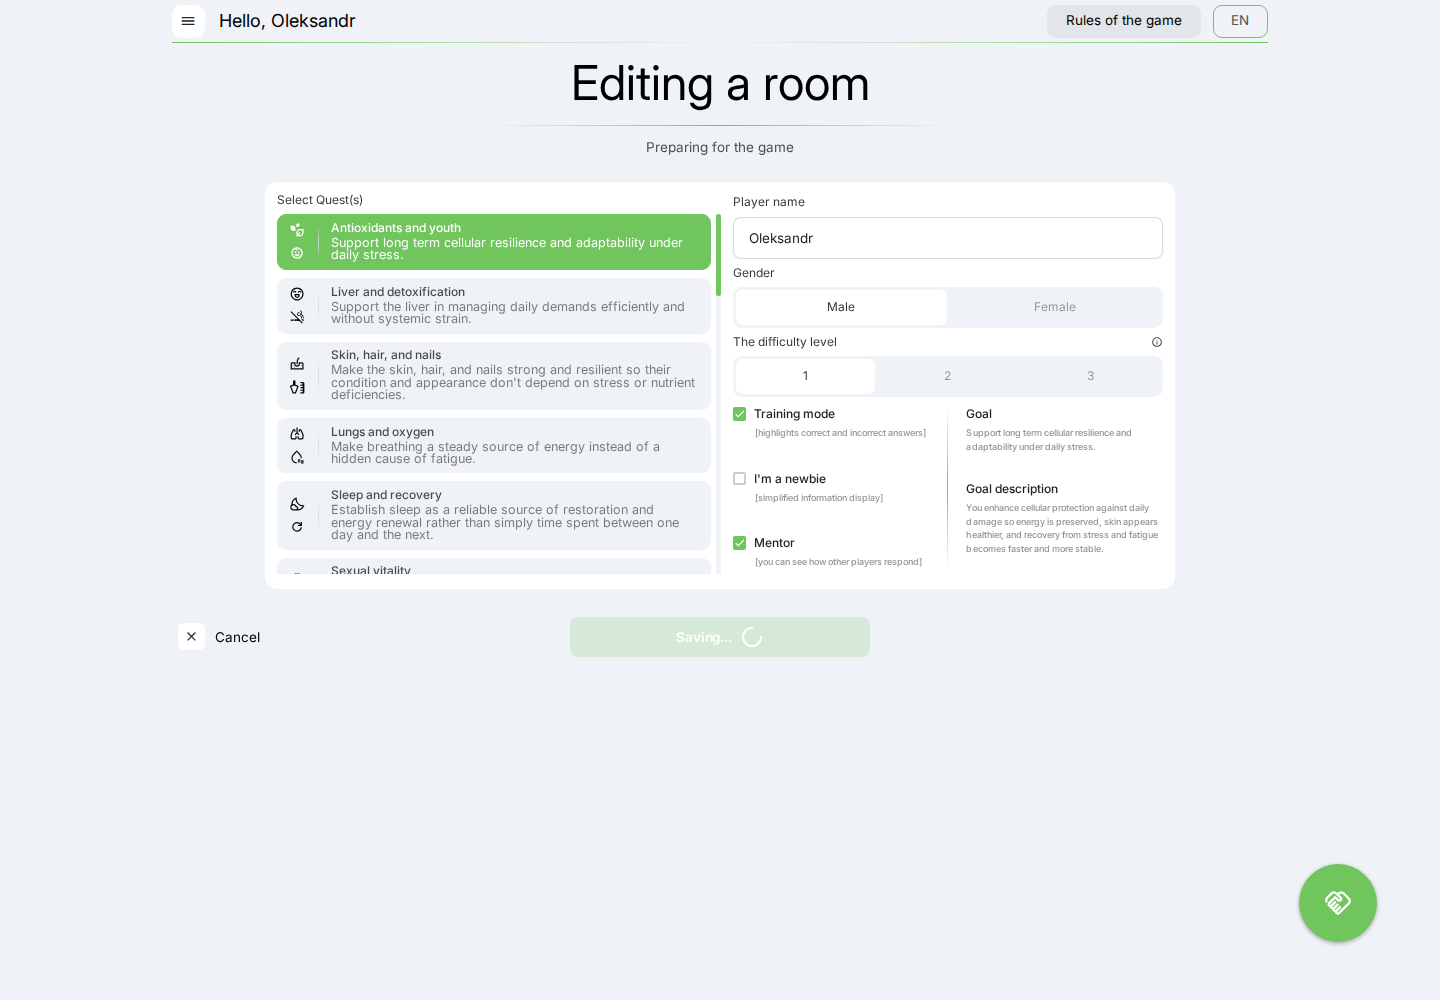 Hello, Oleksandr
Rules of the game
EN
Editing a room
Preparing for the game
Select Quest(s)
Antioxidants and youth
Support long term cellular resilience and adaptability under
daily stress.
Liver and detoxification
Support the liver in managing daily demands efficiently and
without systemic strain.
Skin, hair, and nails
Make the skin, hair, and nails strong and resilient so their
condition and appearance don't depend on stress or nutrient
deficiencies.
Lungs and oxygen
Make breathing a steady source of energy instead of a
hidden cause of fatigue.
Sleep and recovery
Establish sleep as a reliable source of restoration and
energy renewal rather than simply time spent between one
day and the next.
Sexual vitality
Player name
Oleksandr
Gender
Male
Female
The difficulty level
1
2
3
Training mode
[highlights correct and incorrect answers]
I'm a newbie
[simplified information display]
Mentor
[you can see how other players respond]
Goal
Support long term cellular resilience and
adaptability under daily stress.
Goal description
You enhance cellular protection against daily
damage so energy is preserved, skin appears
healthier, and recovery from stress and fatigue
becomes faster and more stable.
Cancel
Saving...